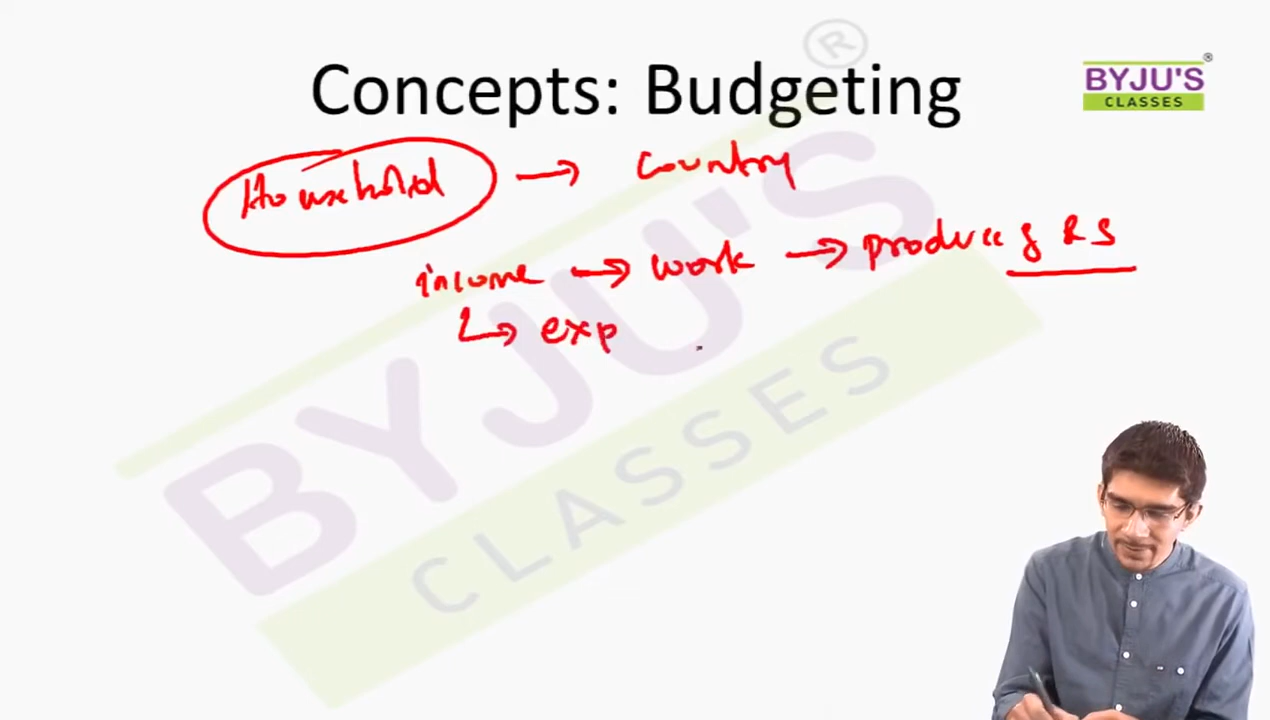 Concepts: Budgeting
BYJU'S
CLASSES
Household → Country
income → work → produce g & s
↳ exp
BYJU'S
CLASSES